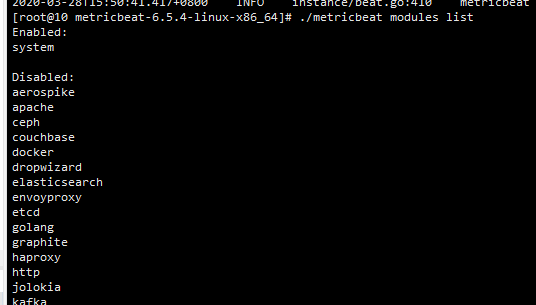 2020-03-28T15:50:41.417+0800 INFO instance/beat.go:410 metricbeat
[root@10 metricbeat-6.5.4-linux-x86_64]# ./metricbeat modules list
Enabled:
system
Disabled:
aerospike
apache
ceph
couchbase
docker
dropwizard
elasticsearch
envoyproxy
etcd
golang
graphite
haproxy
http
jolokia
kafka